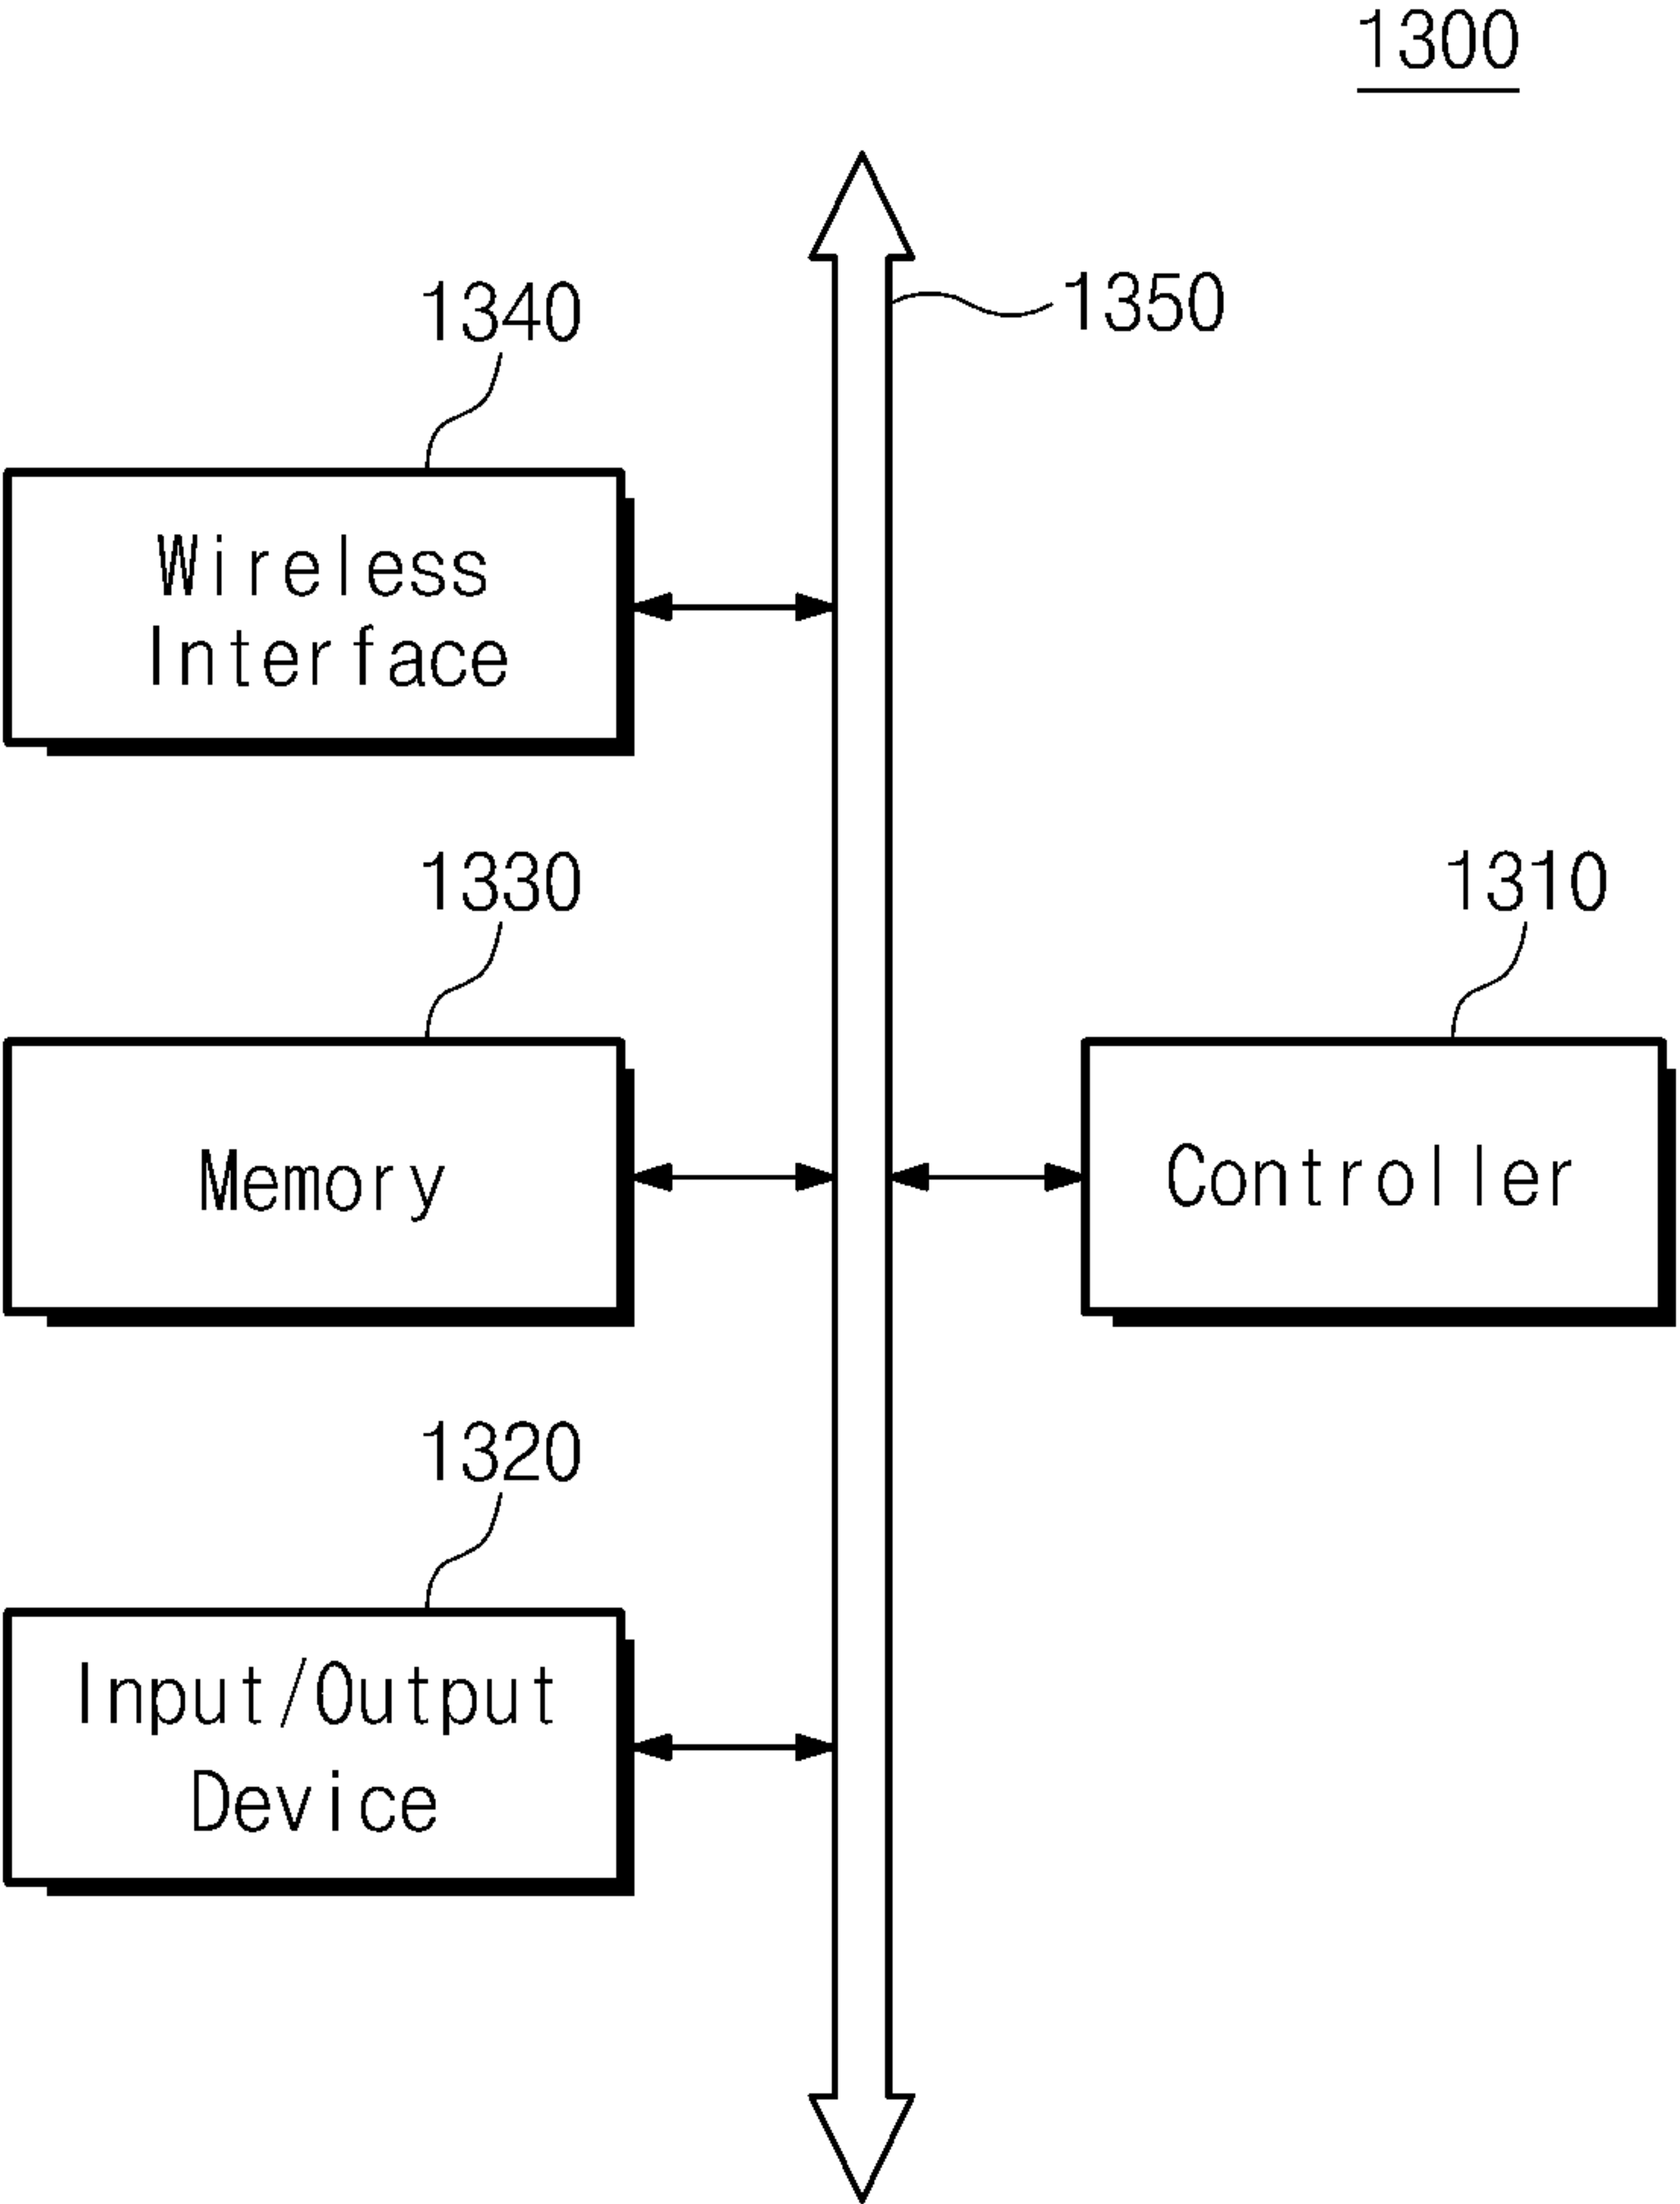 1300
1350
1340
Wireless
Interface
1330
1310
Memory
Controller
1320
Input/Output
Device